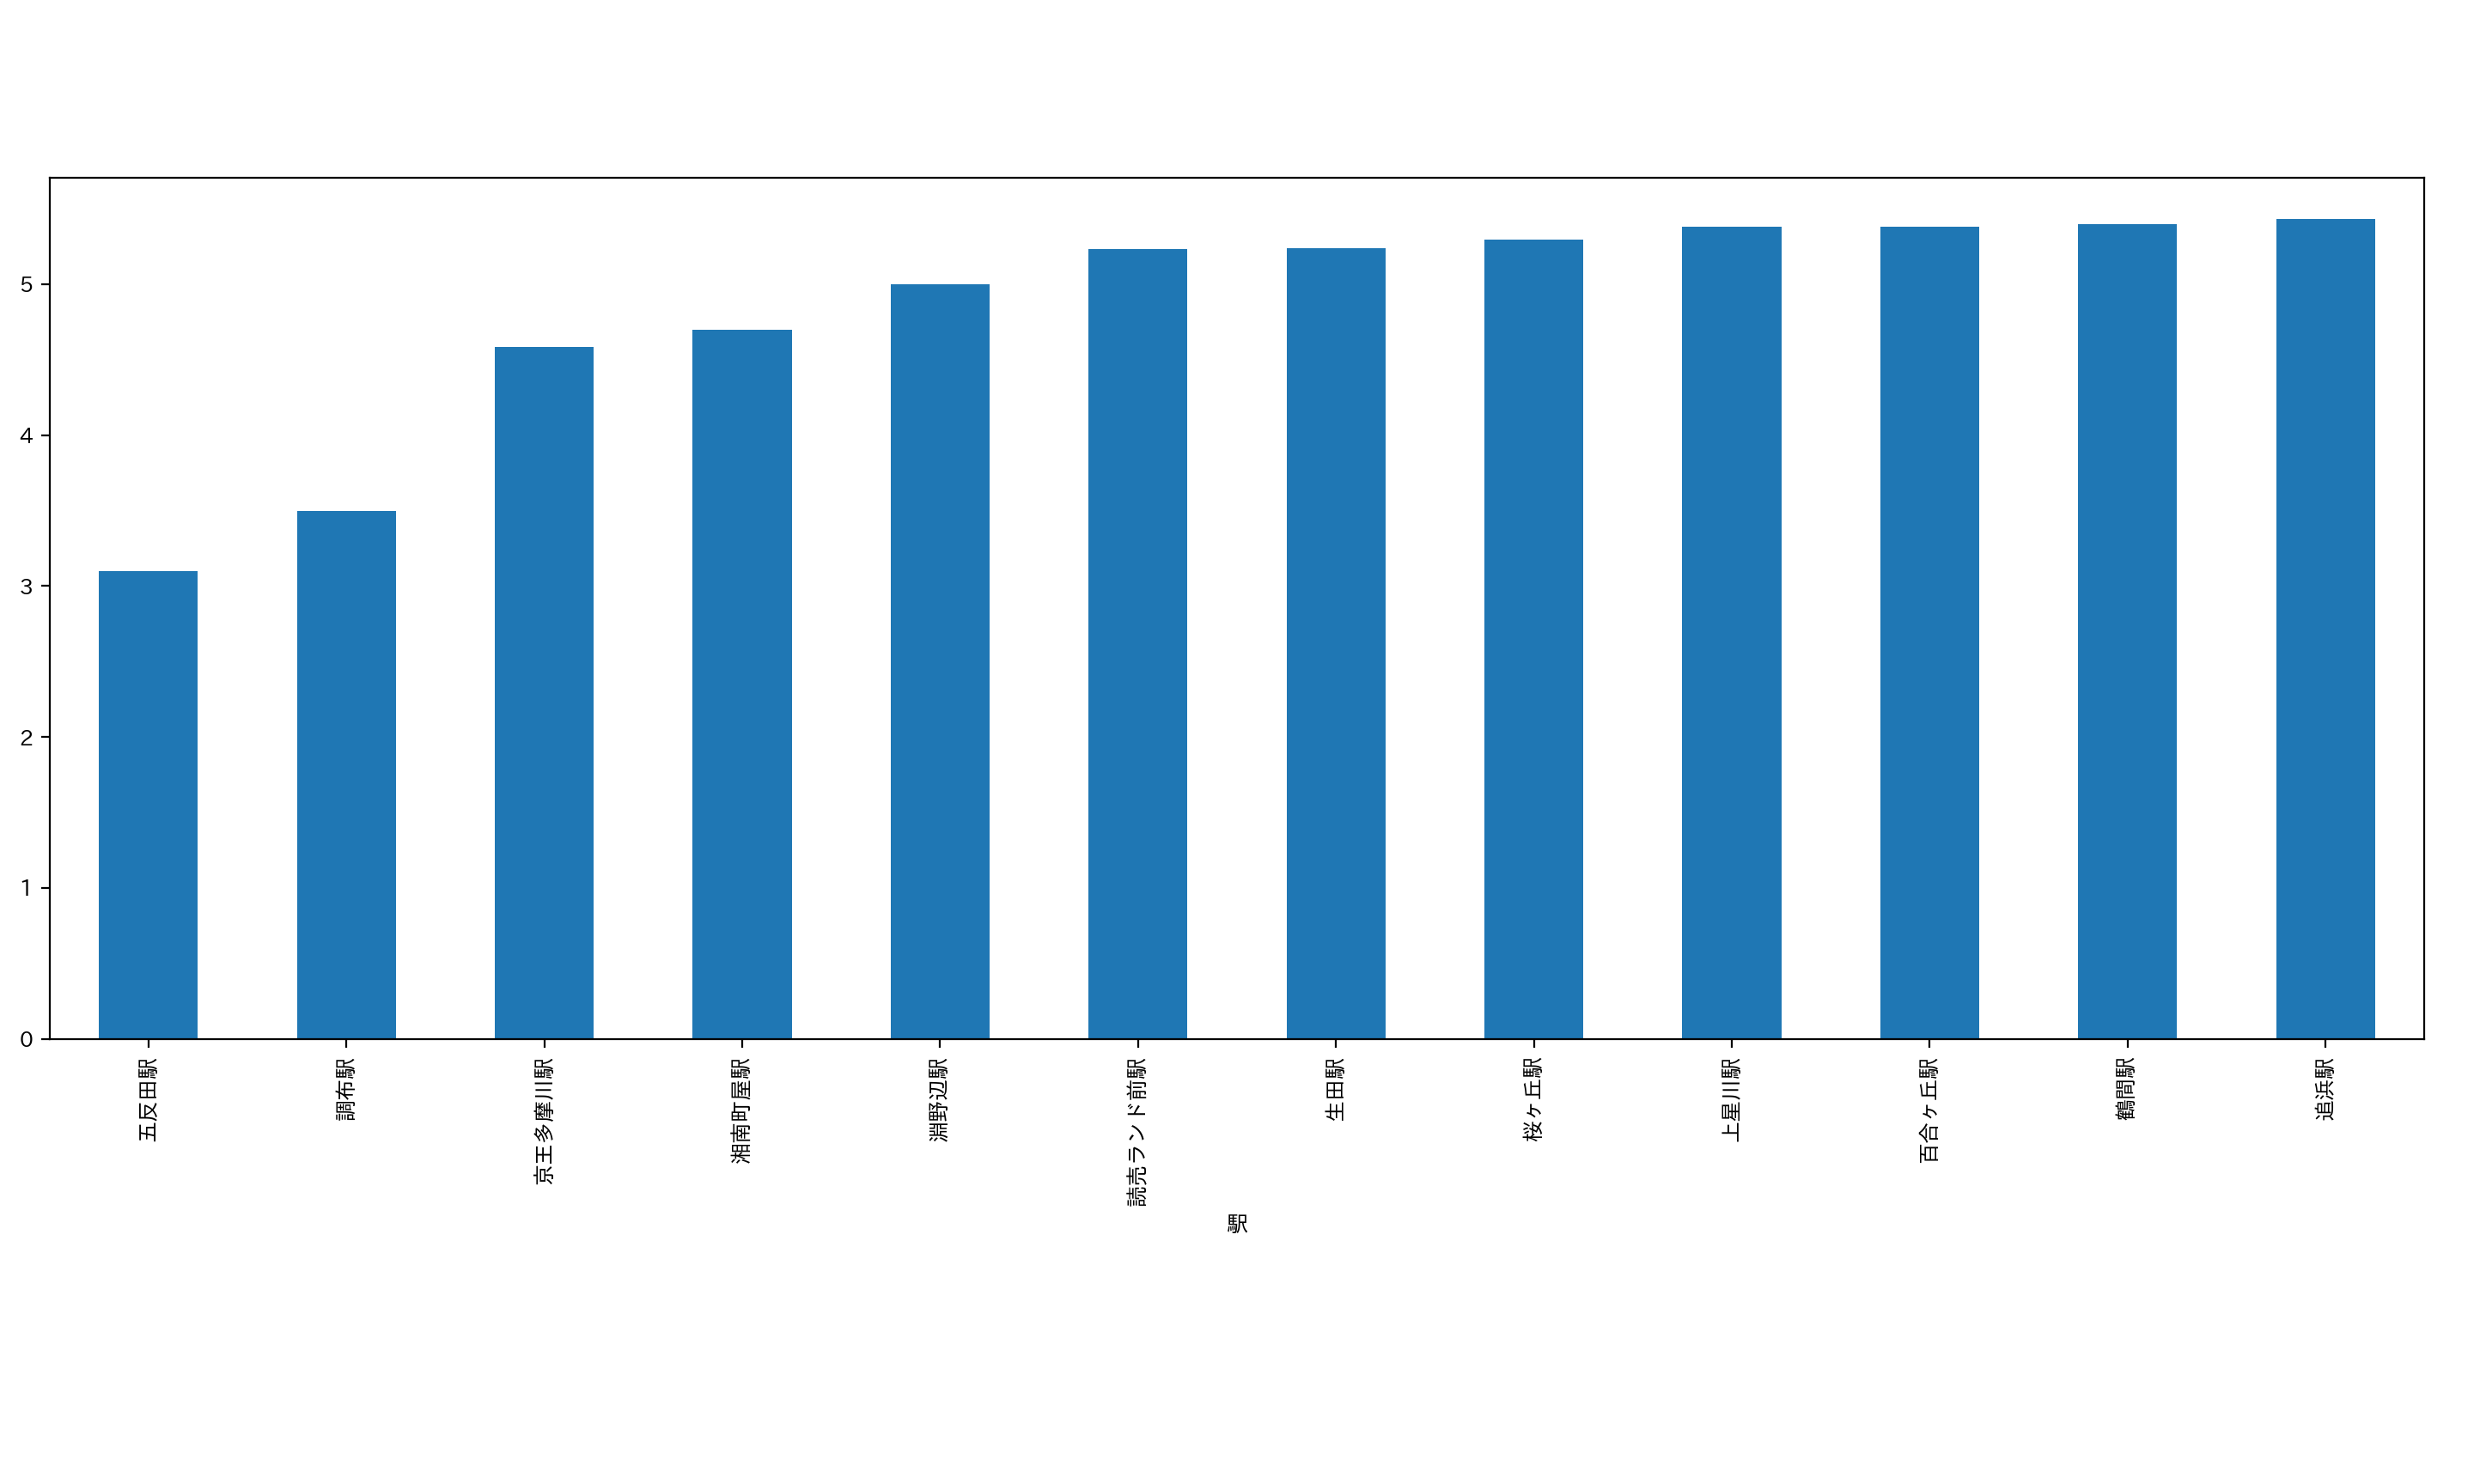 5
4
3
2
1
0
五反田駅
調布駅
京王多摩川駅
湘南町屋駅
淵野辺駅
読売ランド前駅
生田駅
桜ヶ丘駅
上星川駅
百合ヶ丘駅
鶴間駅
追浜駅
駅